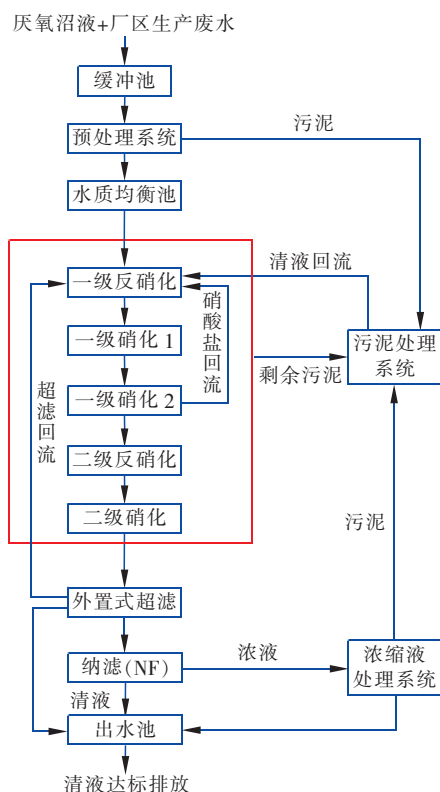 厌氧沼液+厂区生产废水
缓冲池
预处理系统
污泥
水质均衡池
清液回流
一级反硝化
硝酸盐回流
一级硝化 1
污泥处理
系统
剩余污泥
一级硝化 2
超滤回流
二级反硝化
二级硝化
污泥
外置式超滤
纳滤(NF)
浓液
浓缩液
处理系统
清液
出水池
清液达标排放